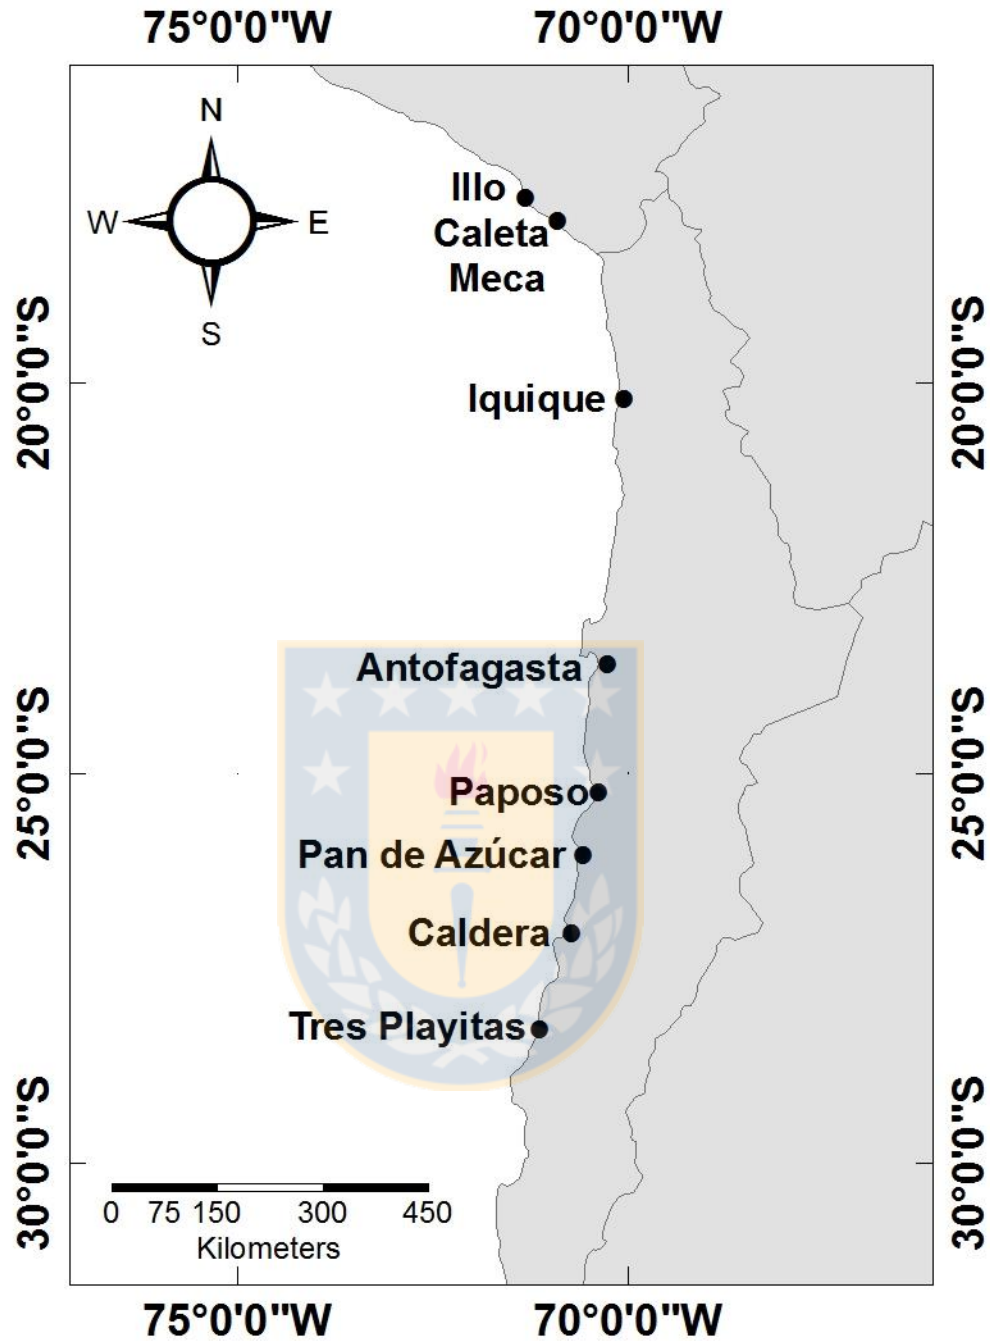 75°0'0"W 70°0'0"W
N
W E
S
Illo
Caleta
Meca
20°0'0"S 20°0'0"S
Iquique
Antofagasta
25°0'0"S 25°0'0"S
Paposo
Pan de Azúcar
Caldera
Tres Playitas
30°0'0"S 30°0'0"S
0 75 150 300 450
Kilometers
75°0'0"W 70°0'0"W